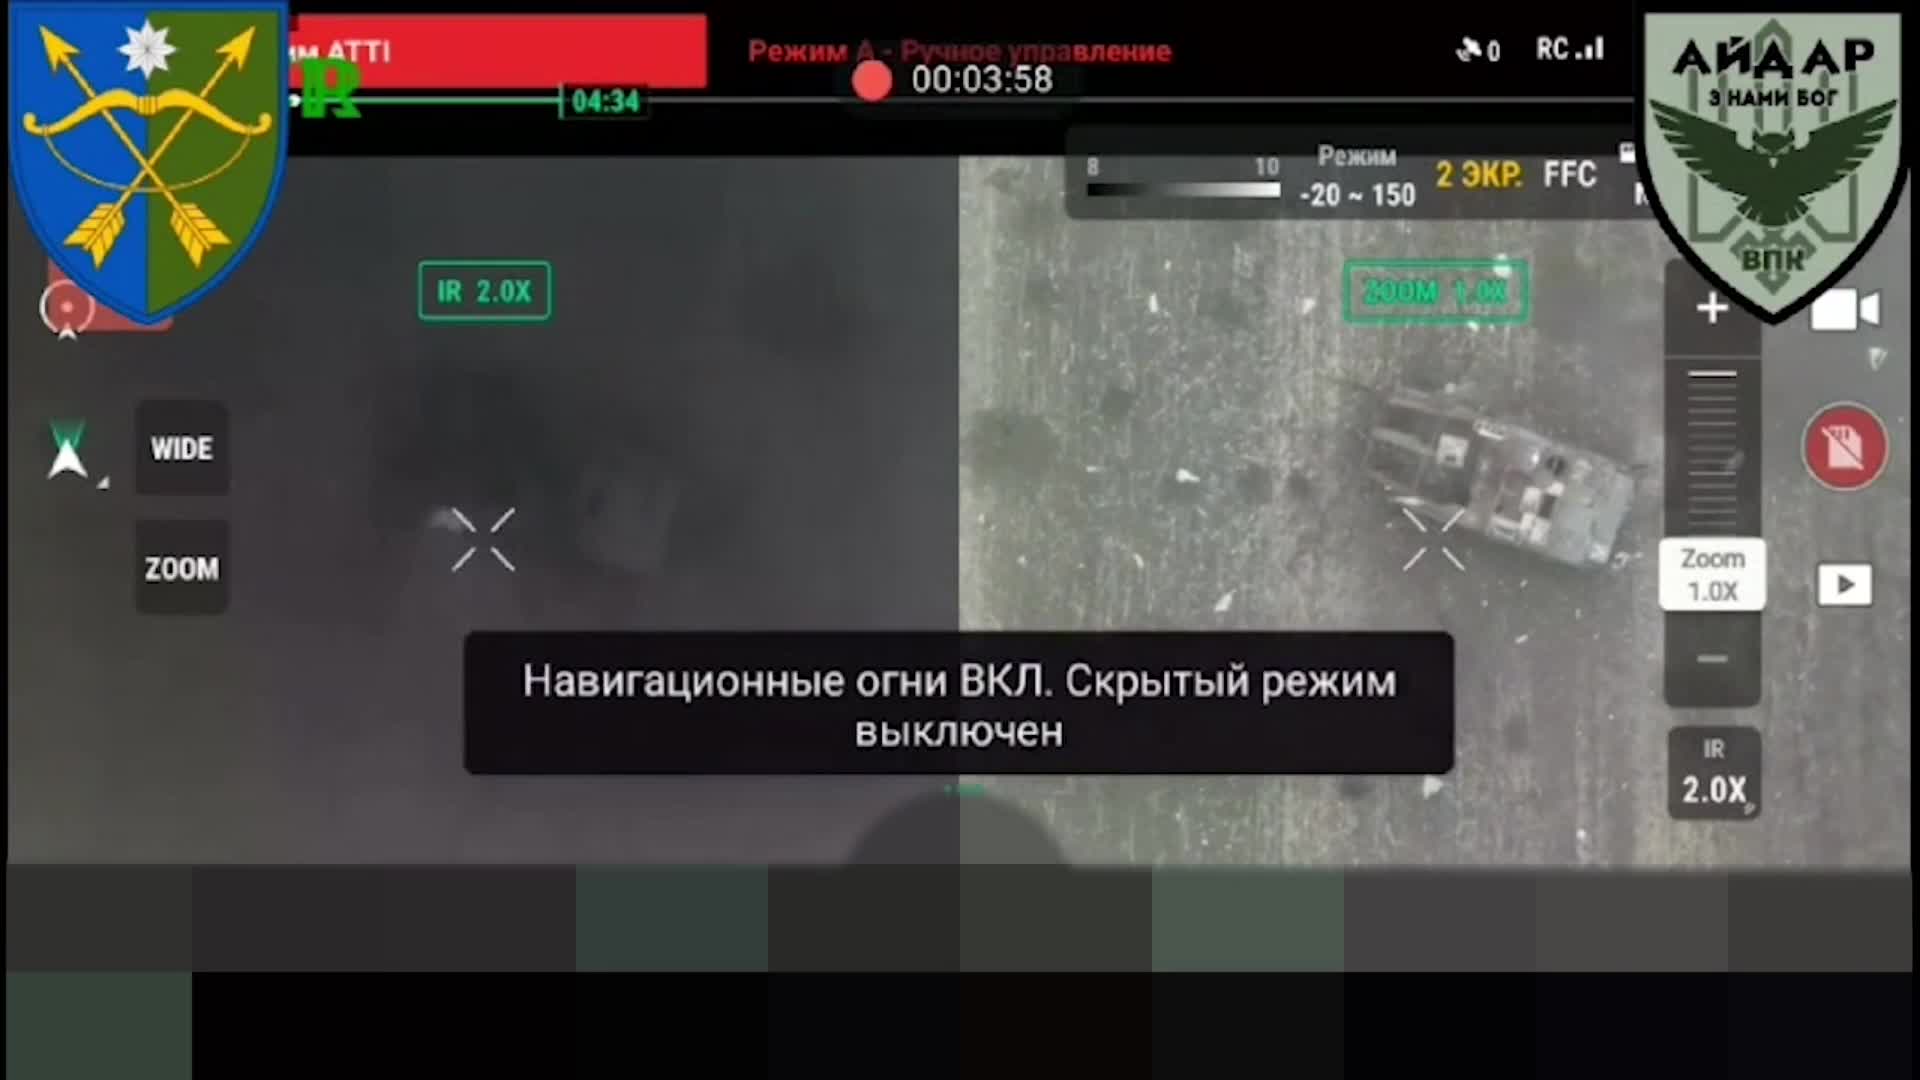 им ATTI
Режим А - Ручное управление
00:03:58
0
RC
04:34
АЙДАР
З НАМИ БОГ
ВПК
8
10
Режим
-20 ~ 150
2 ЭКР.
FFC
IR 2.0X
ZOOM 1.0X
WIDE
ZOOM
Zoom
1.0X
Навигационные огни ВКЛ. Скрытый режим
выключен
IR
2.0X